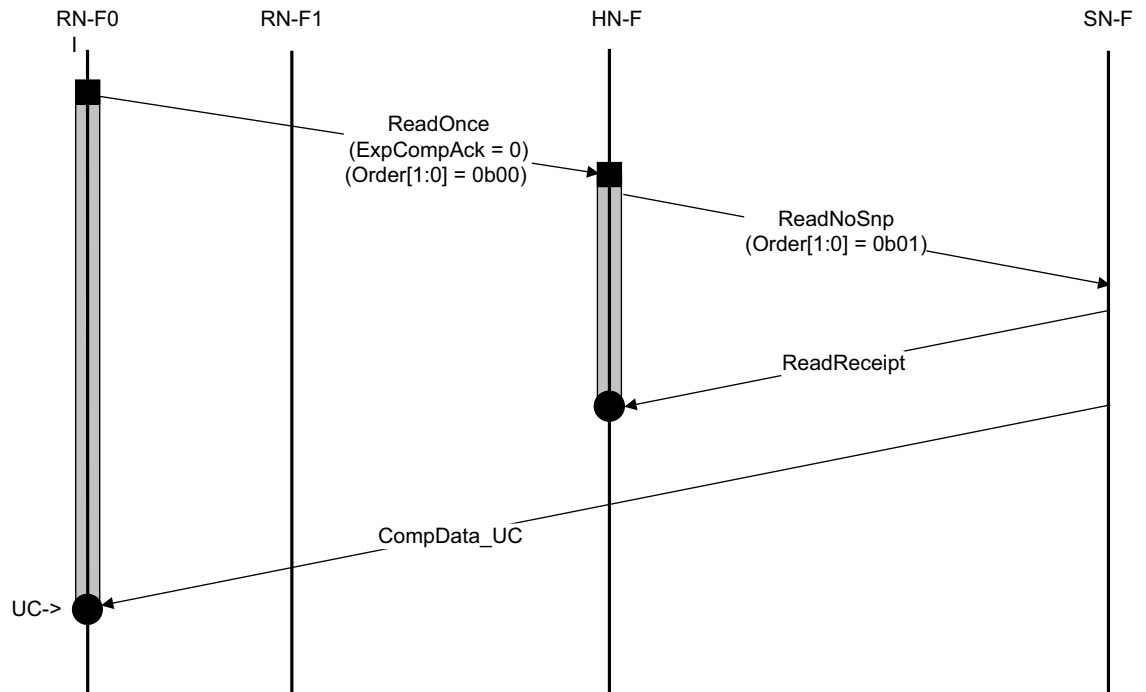 RN-F0
RN-F1
HN-F
SN-F
I
ReadOnce
(ExpCompAck = 0)
(Order[1:0] = 0b00)
ReadNoSnp
(Order[1:0] = 0b01)
ReadReceipt
CompData_UC
UC->